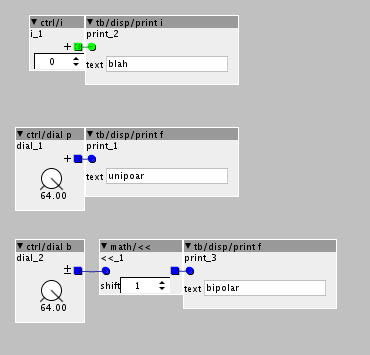 ▼ ctrl/i ▼ tb/disp/print i
i_1 print_2
+
0 text blah
▼ ctrl/dial p ▼ tb/disp/print f
dial_1 print_1
+
text unipoar
64.00
▼ ctrl/dial b ▼ math/<< ▼ tb/disp/print f
dial_2 <<_1 print_3
±
shift 1 text bipolar
64.00